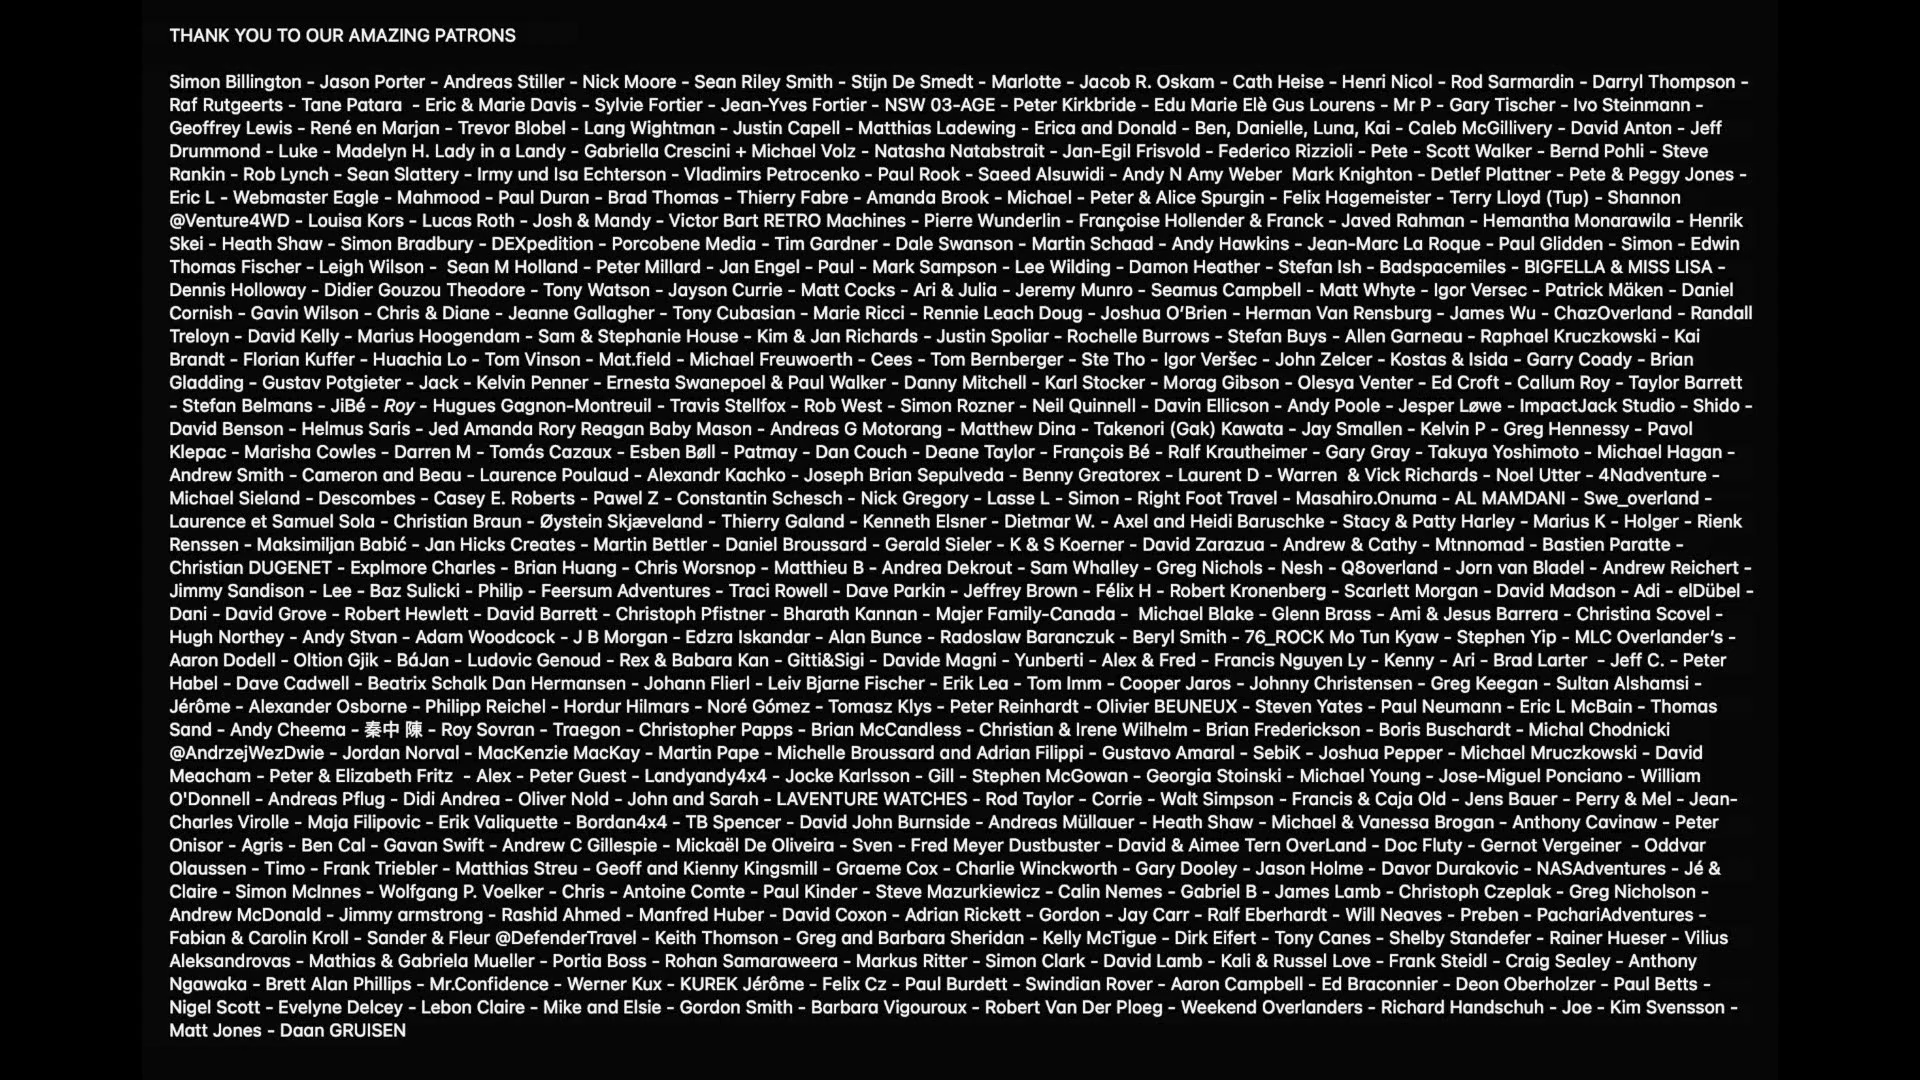 THANK YOU TO OUR AMAZING PATRONS
Simon Billington - Jason Porter - Andreas Stiller - Nick Moore - Sean Riley Smith - Stijn De Smedt - Marlotte - Jacob R. Oskam - Cath Heise - Henri Nicol - Rod Sarmardin - Darryl Thompson -
Raf Rutgeerts - Tane Patara  - Eric & Marie Davis - Sylvie Fortier - Jean-Yves Fortier - NSW 03-AGE - Peter Kirkbride - Edu Marie Elè Gus Lourens - Mr P - Gary Tischer - Ivo Steinmann -
Geoffrey Lewis - René en Marjan - Trevor Blobel - Lang Wightman - Justin Capell - Matthias Ladewing - Erica and Donald - Ben, Danielle, Luna, Kai - Caleb McGillivery - David Anton - Jeff
Drummond - Luke - Madelyn H. Lady in a Landy - Gabriella Crescini + Michael Volz - Natasha Natabstrait - Jan-Egil Frisvold - Federico Rizzioli - Pete - Scott Walker - Bernd Pohli - Steve
Rankin - Rob Lynch - Sean Slattery - Irmy und Isa Echterson - Vladimirs Petrocenko - Paul Rook - Saeed Alsuwidi - Andy N Amy Weber  Mark Knighton - Detlef Plattner - Pete & Peggy Jones -
Eric L - Webmaster Eagle - Mahmood - Paul Duran - Brad Thomas - Thierry Fabre - Amanda Brook - Michael - Peter & Alice Spurgin - Felix Hagemeister - Terry Lloyd (Tup) - Shannon
@Venture4WD - Louisa Kors - Lucas Roth - Josh & Mandy - Victor Bart RETRO Machines - Pierre Wunderlin - Françoise Hollender & Franck - Javed Rahman - Hemantha Monarawila - Henrik
Skei - Heath Shaw - Simon Bradbury - DEXpedition - Porcobene Media - Tim Gardner - Dale Swanson - Martin Schaad - Andy Hawkins - Jean-Marc La Roque - Paul Glidden - Simon - Edwin
Thomas Fischer - Leigh Wilson -  Sean M Holland - Peter Millard - Jan Engel - Paul - Mark Sampson - Lee Wilding - Damon Heather - Stefan Ish - Badspacemiles - BIGFELLA & MISS LISA -
Dennis Holloway - Didier Gouzou Theodore - Tony Watson - Jayson Currie - Matt Cocks - Ari & Julia - Jeremy Munro - Seamus Campbell - Matt Whyte - Igor Versec - Patrick Mäken - Daniel
Cornish - Gavin Wilson - Chris & Diane - Jeanne Gallagher - Tony Cubasian - Marie Ricci - Rennie Leach Doug - Joshua O’Brien - Herman Van Rensburg - James Wu - ChazOverland - Randall
Treloyn - David Kelly - Marius Hoogendam - Sam & Stephanie House - Kim & Jan Richards - Justin Spoliar - Rochelle Burrows - Stefan Buys - Allen Garneau - Raphael Kruczkowski - Kai
Brandt - Florian Kuffer - Huachia Lo - Tom Vinson - Mat.field - Michael Freuwoerth - Cees - Tom Bernberger - Ste Tho - Igor Veršec - John Zelcer - Kostas & Isida - Garry Coady - Brian
Gladding - Gustav Potgieter - Jack - Kelvin Penner - Ernesta Swanepoel & Paul Walker - Danny Mitchell - Karl Stocker - Morag Gibson - Olesya Venter - Ed Croft - Callum Roy - Taylor Barrett
- Stefan Belmans - JiBé - Roy - Hugues Gagnon-Montreuil - Travis Stellfox - Rob West - Simon Rozner - Neil Quinnell - Davin Ellicson - Andy Poole - Jesper Løwe - ImpactJack Studio - Shido -
David Benson - Helmus Saris - Jed Amanda Rory Reagan Baby Mason - Andreas G Motorang - Matthew Dina - Takenori (Gak) Kawata - Jay Smallen - Kelvin P - Greg Hennessy - Pavol
Klepac - Marisha Cowles - Darren M - Tomás Cazaux - Esben Bøll - Patmay - Dan Couch - Deane Taylor - François Bé - Ralf Krautheimer - Gary Gray - Takuya Yoshimoto - Michael Hagan -
Andrew Smith - Cameron and Beau - Laurence Poulaud - Alexandr Kachko - Joseph Brian Sepulveda - Benny Greatorex - Laurent D - Warren  & Vick Richards - Noel Utter - 4Nadventure -
Michael Sieland - Descombes - Casey E. Roberts - Pawel Z - Constantin Schesch - Nick Gregory - Lasse L - Simon - Right Foot Travel - Masahiro.Onuma - AL MAMDANI - Swe_overland -
Laurence et Samuel Sola - Christian Braun - Øystein Skjæveland - Thierry Galand - Kenneth Elsner - Dietmar W. - Axel and Heidi Baruschke - Stacy & Patty Harley - Marius K - Holger - Rienk
Renssen - Maksimiljan Babić - Jan Hicks Creates - Martin Bettler - Daniel Broussard - Gerald Sieler - K & S Koerner - David Zarazua - Andrew & Cathy - Mtnnomad - Bastien Paratte -
Christian DUGENET - Explmore Charles - Brian Huang - Chris Worsnop - Matthieu B - Andrea Dekrout - Sam Whalley - Greg Nichols - Nesh - Q8overland - Jorn van Bladel - Andrew Reichert -
Jimmy Sandison - Lee - Baz Sulicki - Philip - Feersum Adventures - Traci Rowell - Dave Parkin - Jeffrey Brown - Félix H - Robert Kronenberg - Scarlett Morgan - David Madson - Adi - elDübel -
Dani - David Grove - Robert Hewlett - David Barrett - Christoph Pfistner - Bharath Kannan - Majer Family-Canada -  Michael Blake - Glenn Brass - Ami & Jesus Barrera - Christina Scovel -
Hugh Northey - Andy Stvan - Adam Woodcock - J B Morgan - Edzra Iskandar - Alan Bunce - Radoslaw Baranczuk - Beryl Smith - 76_ROCK Mo Tun Kyaw - Stephen Yip - MLC Overlander‘s -
Aaron Dodell - Oltion Gjik - BáJan - Ludovic Genoud - Rex & Babara Kan - Gitti&Sigi - Davide Magni - Yunberti - Alex & Fred - Francis Nguyen Ly - Kenny - Ari - Brad Larter  - Jeff C. - Peter
Habel - Dave Cadwell - Beatrix Schalk Dan Hermansen - Johann Flierl - Leiv Bjarne Fischer - Erik Lea - Tom Imm - Cooper Jaros - Johnny Christensen - Greg Keegan - Sultan Alshamsi -
Jérôme - Alexander Osborne - Philipp Reichel - Hordur Hilmars - Noré Gómez - Tomasz Klys - Peter Reinhardt - Olivier BEUNEUX - Steven Yates - Paul Neumann - Eric L McBain - Thomas
Sand - Andy Cheema - 秦中 陳 - Roy Sovran - Traegon - Christopher Papps - Brian McCandless - Christian & Irene Wilhelm - Brian Frederickson - Boris Buschardt - Michal Chodnicki
@AndrzejWezDwie - Jordan Norval - MacKenzie MacKay - Martin Pape - Michelle Broussard and Adrian Filippi - Gustavo Amaral - SebiK - Joshua Pepper - Michael Mruczkowski - David
Meacham - Peter & Elizabeth Fritz  - Alex - Peter Guest - Landyandy4x4 - Jocke Karlsson - Gill - Stephen McGowan - Georgia Stoinski - Michael Young - Jose-Miguel Ponciano - William
O'Donnell - Andreas Pflug - Didi Andrea - Oliver Nold - John and Sarah - LAVENTURE WATCHES - Rod Taylor - Corrie - Walt Simpson - Francis & Caja Old - Jens Bauer - Perry & Mel - Jean-
Charles Virolle - Maja Filipovic - Erik Valiquette - Bordan4x4 - TB Spencer - David John Burnside - Andreas Müllauer - Heath Shaw - Michael & Vanessa Brogan - Anthony Cavinaw - Peter
Onisor - Agris - Ben Cal - Gavan Swift - Andrew C Gillespie - Mickaël De Oliveira - Sven - Fred Meyer Dustbuster - David & Aimee Tern OverLand - Doc Fluty - Gernot Vergeiner  - Oddvar
Olaussen - Timo - Frank Triebler - Matthias Streu - Geoff and Kienny Kingsmill - Graeme Cox - Charlie Winckworth - Gary Dooley - Jason Holme - Davor Durakovic - NASAdventures - Jé &
Claire - Simon McInnes - Wolfgang P. Voelker - Chris - Antoine Comte - Paul Kinder - Steve Mazurkiewicz - Calin Nemes - Gabriel B - James Lamb - Christoph Czeplak - Greg Nicholson -
Andrew McDonald - Jimmy armstrong - Rashid Ahmed - Manfred Huber - David Coxon - Adrian Rickett - Gordon - Jay Carr - Ralf Eberhardt - Will Neaves - Preben - PachariAdventures -
Fabian & Carolin Kroll - Sander & Fleur @DefenderTravel - Keith Thomson - Greg and Barbara Sheridan - Kelly McTigue - Dirk Eifert - Tony Canes - Shelby Standefer - Rainer Hueser - Vilius
Aleksandrovas - Mathias & Gabriela Mueller - Portia Boss - Rohan Samaraweera - Markus Ritter - Simon Clark - David Lamb - Kali & Russel Love - Frank Steidl - Craig Sealey - Anthony
Ngawaka - Brett Alan Phillips - Mr.Confidence - Werner Kux - KUREK Jérôme - Felix Cz - Paul Burdett - Swindian Rover - Aaron Campbell - Ed Braconnier - Deon Oberholzer - Paul Betts -
Nigel Scott - Evelyne Delcey - Lebon Claire - Mike and Elsie - Gordon Smith - Barbara Vigouroux - Robert Van Der Ploeg - Weekend Overlanders - Richard Handschuh - Joe - Kim Svensson -
Matt Jones - Daan GRUISEN